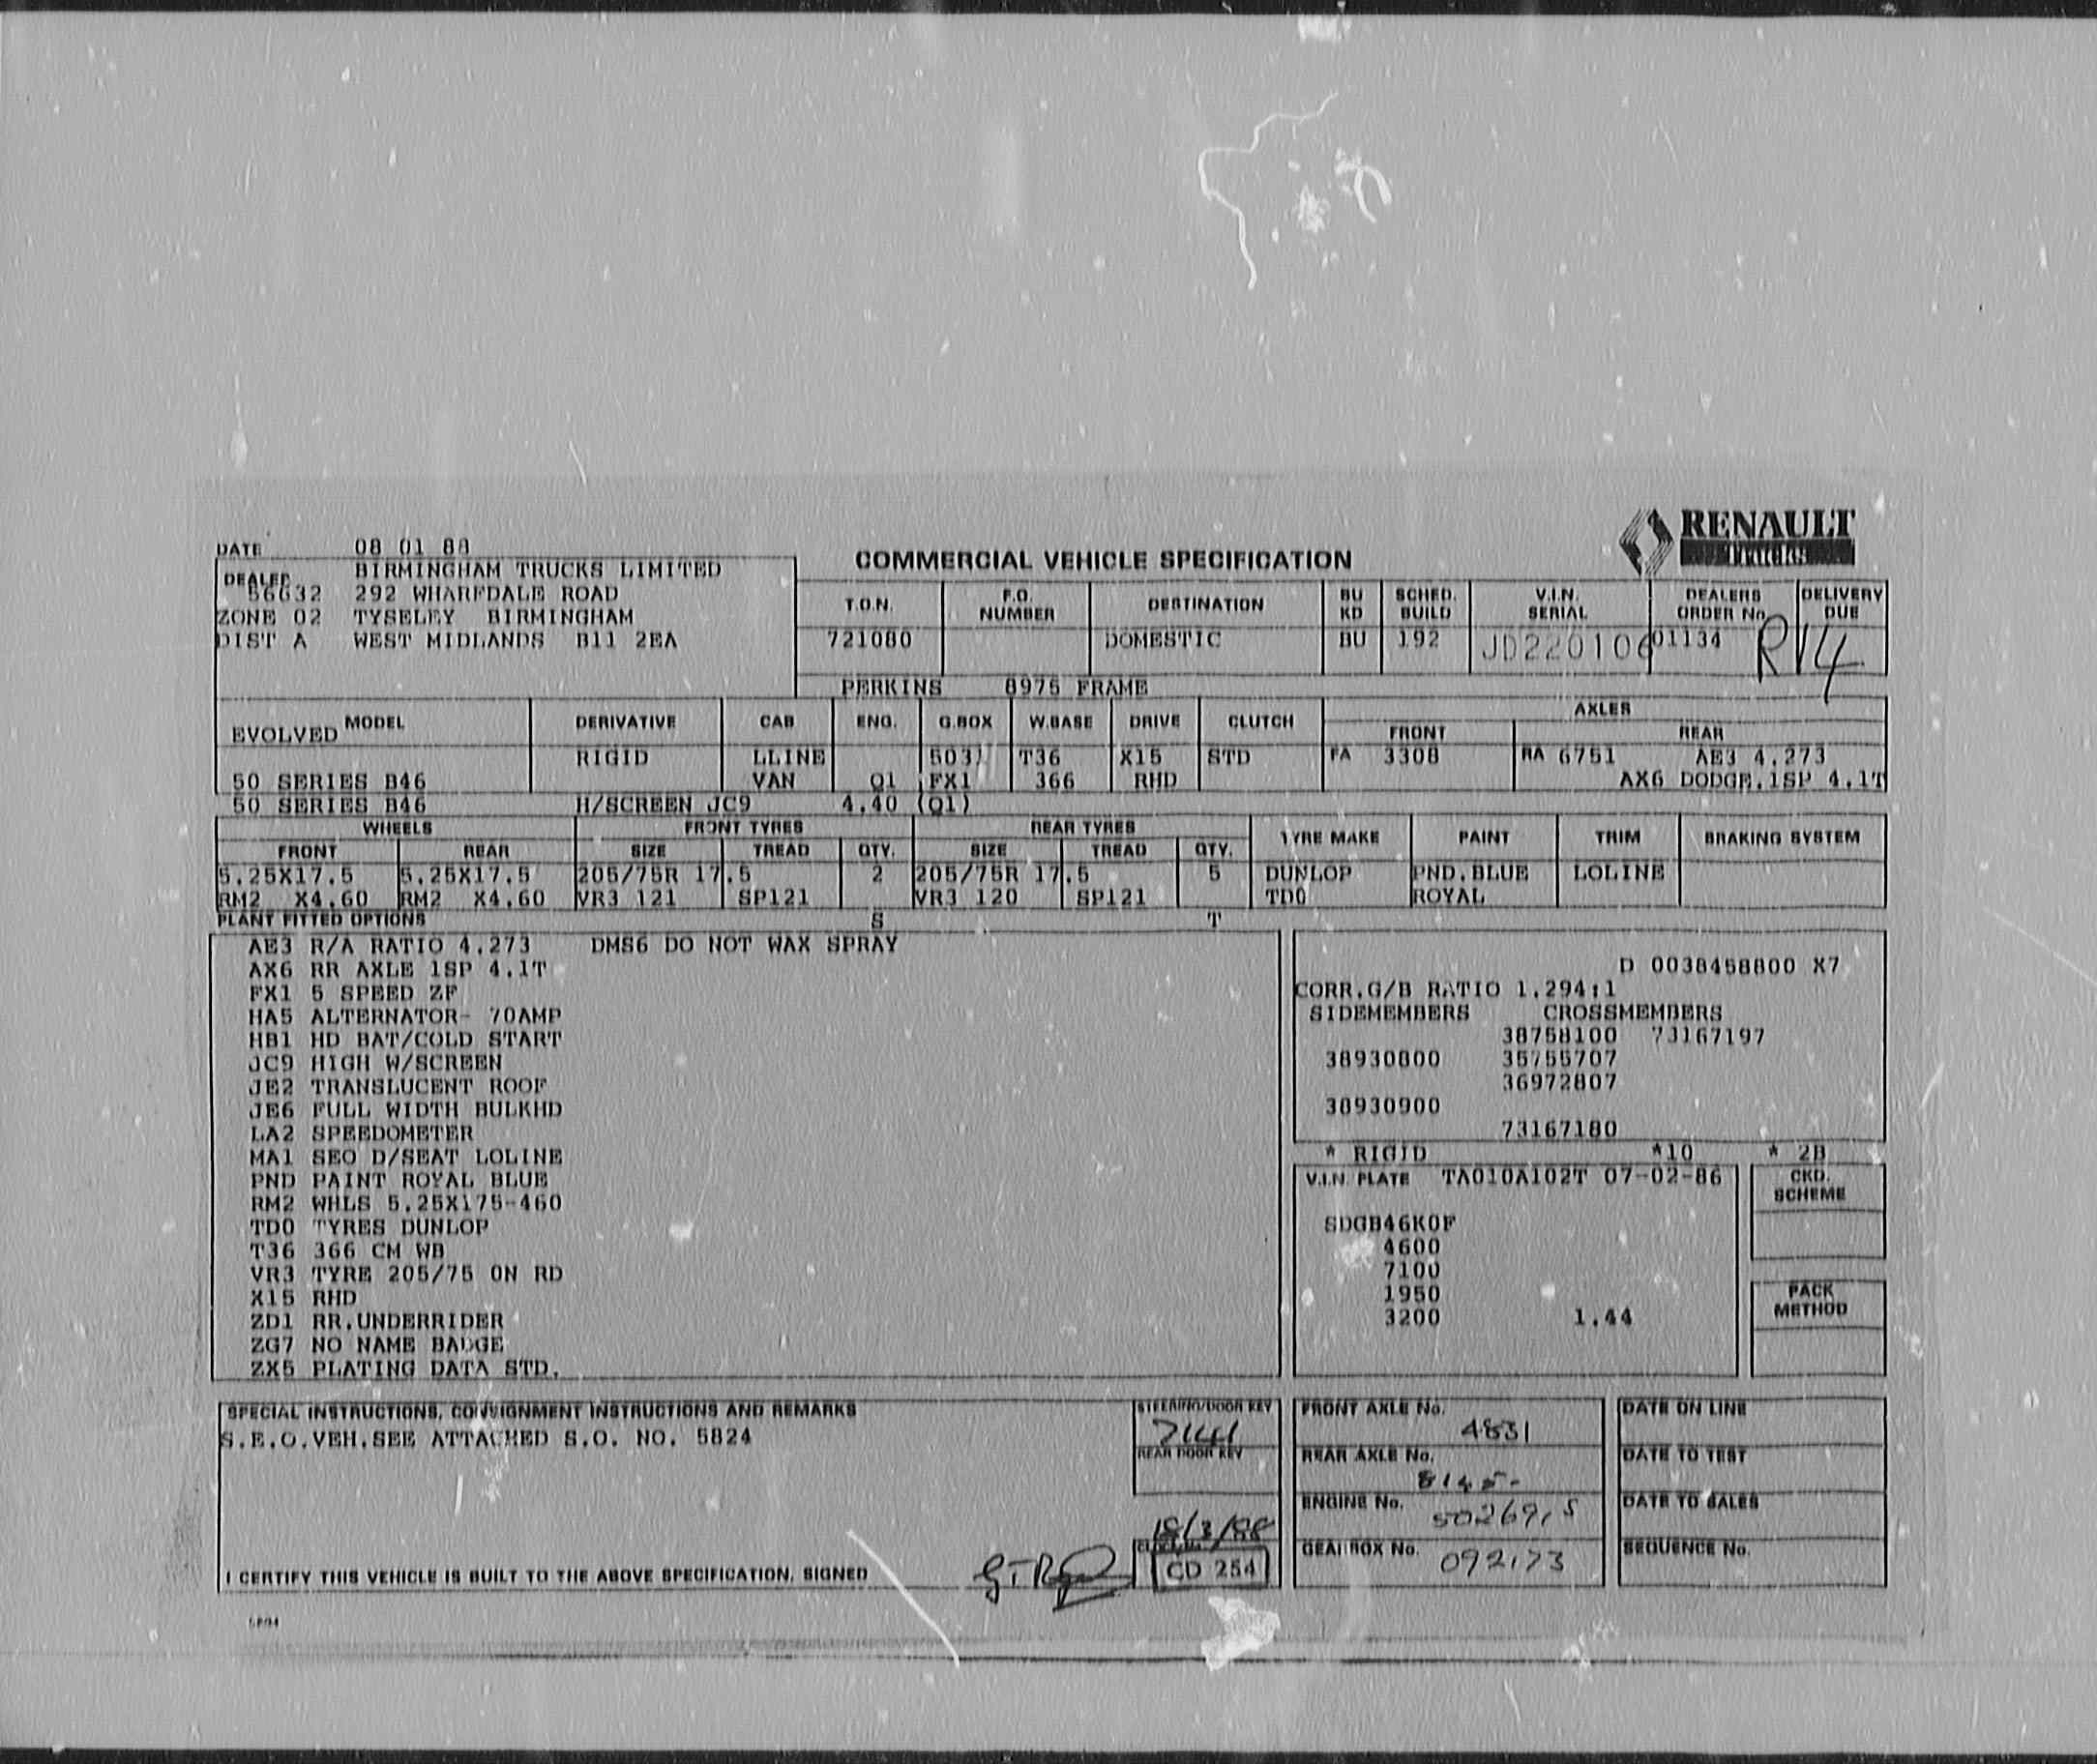 RENAULT
Trucks
DATE 08 01 88
COMMERCIAL VEHICLE SPECIFICATION
DEALER BIRMINGHAM TRUCKS LIMITED
56632 292 WHARFDALE ROAD
ZONE 02 TYSELEY BIRMINGHAM
DIST A WEST MIDLANDS B11 2EA
T.O.N. F.O. NUMBER DESTINATION BU KD SCHED. BUILD V.I.N. SERIAL DEALERS ORDER No. DELIVERY DUE
721080 DOMESTIC BU 192 JD220106 01134 R14
PERKINS 8975 FRAME
MODEL DERIVATIVE CAB ENG. G.BOX W.BASE DRIVE CLUTCH AXLES
FRONT REAR
EVOLVED
RIGID LLINE 5031 T36 X15 STD FA 3308 RA 6751 AE3 4.273
50 SERIES B46 VAN Q1 FX1 366 RHD AX6 DODGE.1SP 4.1T
50 SERIES B46 H/SCREEN JC9 4.40 (Q1)
WHEELS FRONT TYRES REAR TYRES TYRE MAKE PAINT TRIM BRAKING SYSTEM
FRONT REAR SIZE TREAD QTY. SIZE TREAD QTY.
5.25X17.5 5.25X17.5 205/75R 17.5 2 205/75R 17.5 5 DUNLOP PND.BLUE LOLINE
RM2 X4.60 RM2 X4.60 VR3 121 SP121 VR3 120 SP121 TD0 ROYAL
PLANT FITTED OPTIONS S T
AE3 R/A RATIO 4.273 DMS6 DO NOT WAX SPRAY
AX6 RR AXLE 1SP 4.1T
FX1 5 SPEED ZF
HA5 ALTERNATOR- 70AMP
HB1 HD BAT/COLD START
JC9 HIGH W/SCREEN
JE2 TRANSLUCENT ROOF
JE6 FULL WIDTH BULKHD
LA2 SPEEDOMETER
MA1 SEO D/SEAT LOLINE
PND PAINT ROYAL BLUE
RM2 WHLS 5.25X175-460
TD0 TYRES DUNLOP
T36 366 CM WB
VR3 TYRE 205/75 ON RD
X15 RHD
ZD1 RR.UNDERRIDER
ZG7 NO NAME BADGE
ZX5 PLATING DATA STD.
D 0038458800 X7
CORR.G/B RATIO 1.294:1
SIDEMEMBERS CROSSMEMBERS
38758100 73167197
38930800 35755707
36972807
38930900
73167180
* RIGID *10 * 2B
V.I.N. PLATE TA010A102T 07-02-86
SDGB46K0F
4600
7100
1950
3200 1.44
CKD. SCHEME
PACK METHOD
SPECIAL INSTRUCTIONS, CONSIGNMENT INSTRUCTIONS AND REMARKS
S.E.O.VEH.SEE ATTACHED S.O. NO. 5824
STEERING/DOOR KEY
7141
REAR DOOR KEY
18/3/88
CD 254
I CERTIFY THIS VEHICLE IS BUILT TO THE ABOVE SPECIFICATION, SIGNED
FRONT AXLE No. 4831
REAR AXLE No. 8145-
ENGINE No. 502691S
GEARBOX No. 092173
DATE ON LINE
DATE TO TEST
DATE TO SALES
SEQUENCE No.